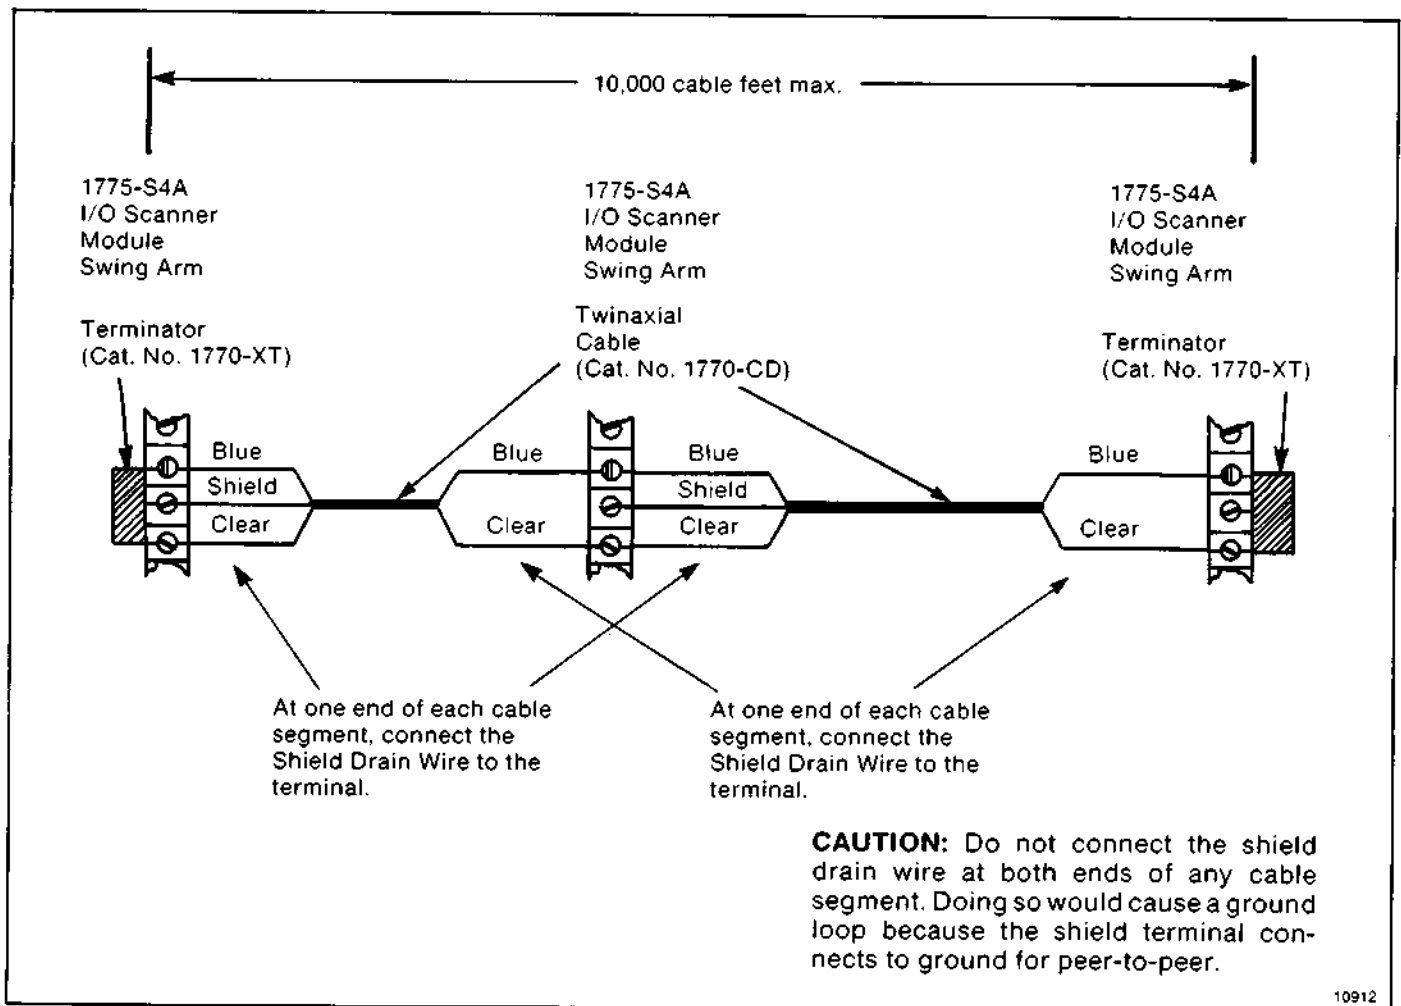 10,000 cable feet max.
1775-S4A
I/O Scanner
Module
Swing Arm
1775-S4A
I/O Scanner
Module
Swing Arm
1775-S4A
I/O Scanner
Module
Swing Arm
Terminator
(Cat. No. 1770-XT)
Twinaxial
Cable
(Cat. No. 1770-CD)
Terminator
(Cat. No. 1770-XT)
Blue
Shield
Clear
Blue
Clear
Blue
Shield
Clear
Blue
Clear
At one end of each cable
segment, connect the
Shield Drain Wire to the
terminal.
At one end of each cable
segment, connect the
Shield Drain Wire to the
terminal.
CAUTION: Do not connect the shield
drain wire at both ends of any cable
segment. Doing so would cause a ground
loop because the shield terminal con-
nects to ground for peer-to-peer.
10912